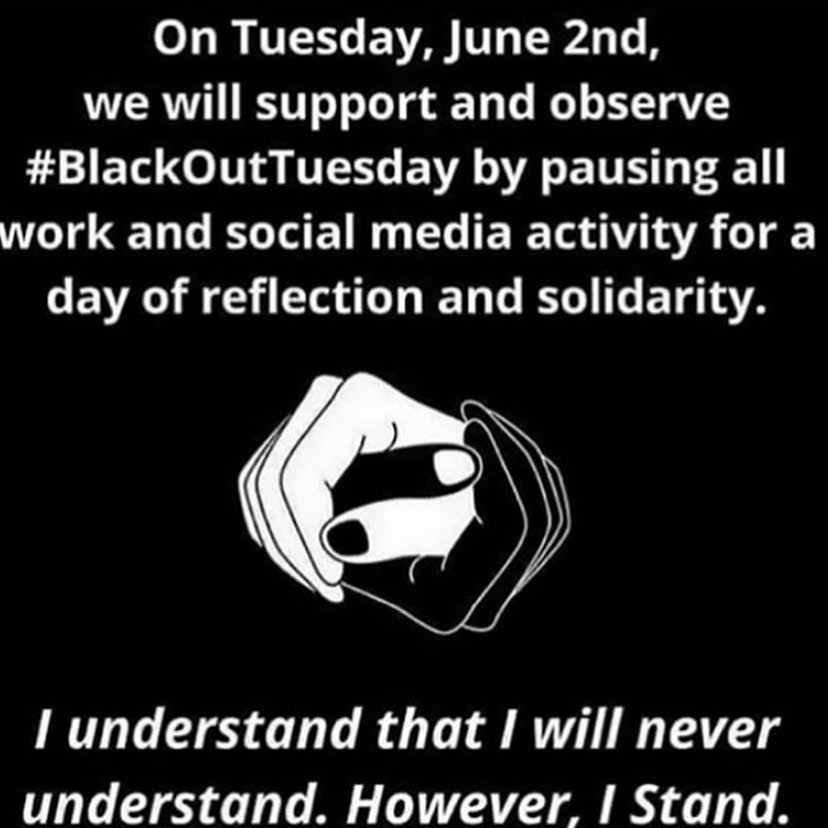 On Tuesday, June 2nd,
we will support and observe
#BlackOutTuesday by pausing all
work and social media activity for a
day of reflection and solidarity.
I understand that I will never
understand. However, I Stand.